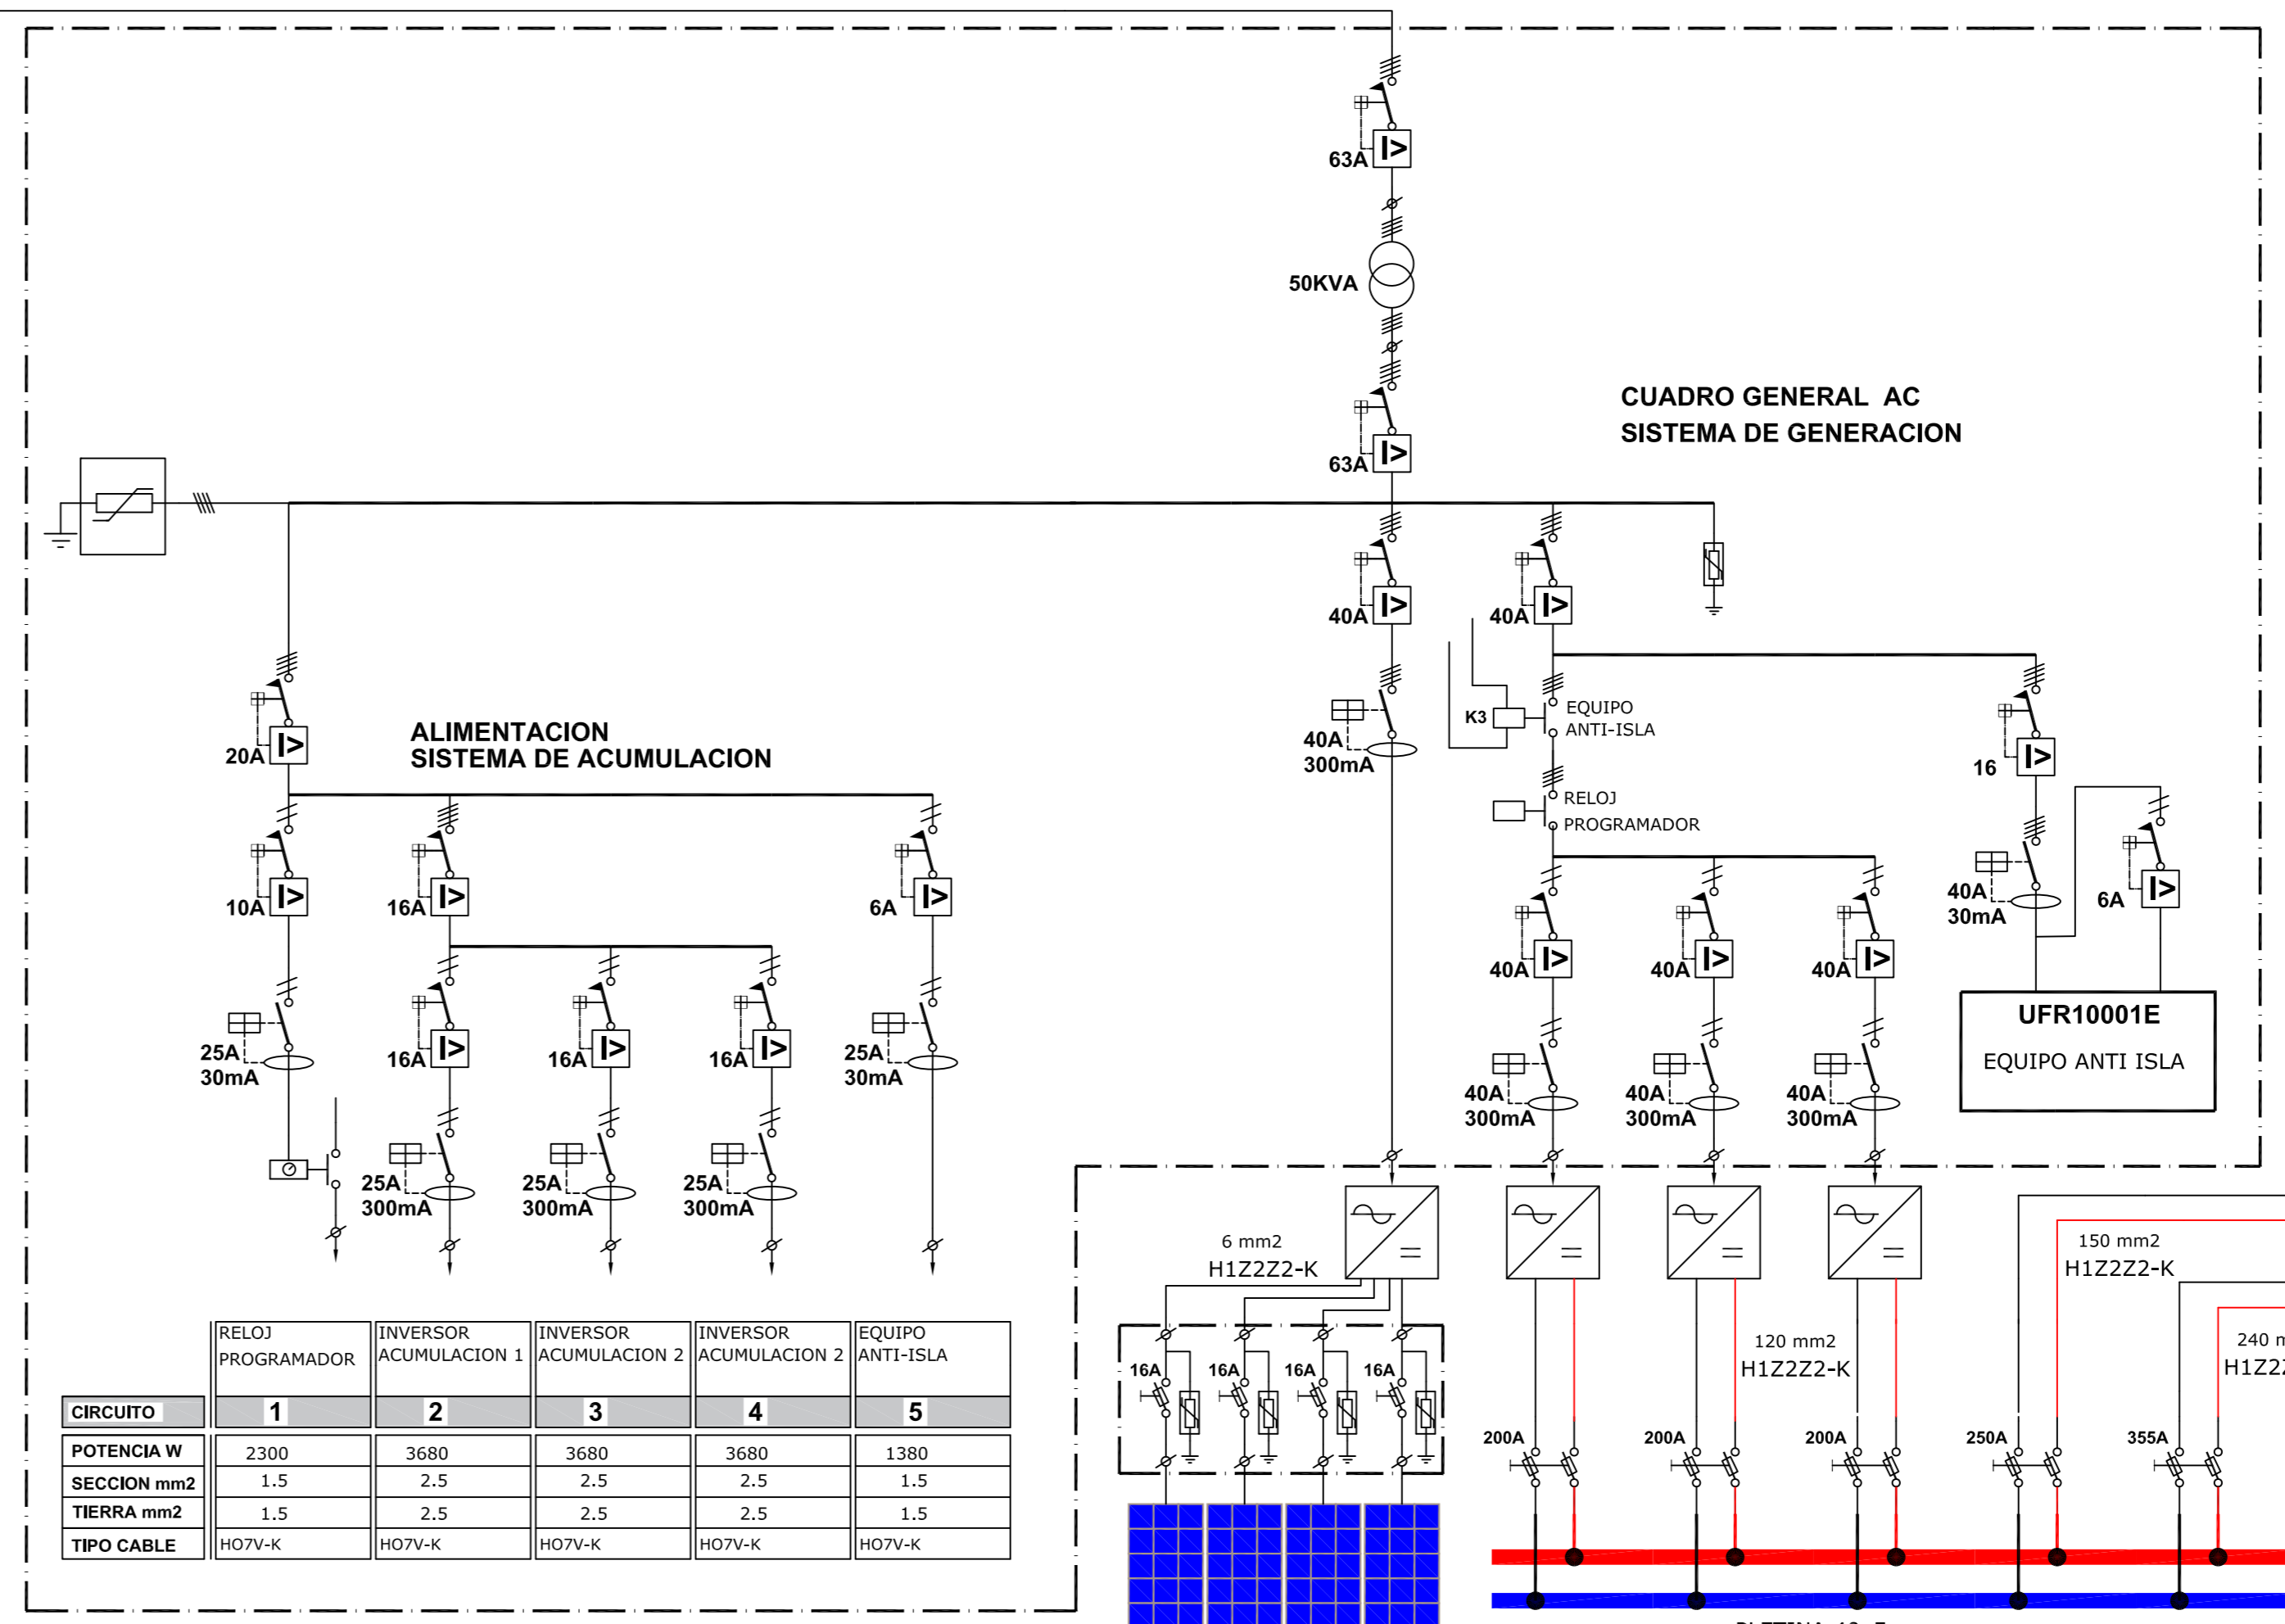 63A
I>
50KVA
63A
I>
CUADRO GENERAL AC
SISTEMA DE GENERACION
40A
I>
40A
I>
20A
I>
ALIMENTACION
SISTEMA DE ACUMULACION
40A
300mA
K3
EQUIPO
ANTI-ISLA
16
I>
RELOJ
PROGRAMADOR
10A
I>
16A
I>
6A
I>
40A
30mA
6A
I>
40A
I>
40A
I>
40A
I>
25A
30mA
16A
I>
16A
I>
16A
I>
25A
30mA
UFR10001E
EQUIPO ANTI ISLA
40A
300mA
40A
300mA
40A
300mA
25A
300mA
25A
300mA
25A
300mA
6 mm2
H1Z2Z2-K
150 mm2
H1Z2Z2-K
120 mm2
H1Z2Z2-K
240
16A
16A
16A
16A
200A
200A
200A
250A
355A
RELOJ
PROGRAMADOR
INVERSOR
ACUMULACION 1
INVERSOR
ACUMULACION 2
INVERSOR
ACUMULACION 2
EQUIPO
ANTI-ISLA
CIRCUITO 1 2 3 4 5
POTENCIA W 2300 3680 3680 3680 1380
SECCION mm2 1.5 2.5 2.5 2.5 1.5
TIERRA mm2 1.5 2.5 2.5 2.5 1.5
TIPO CABLE HO7V-K HO7V-K HO7V-K HO7V-K HO7V-K